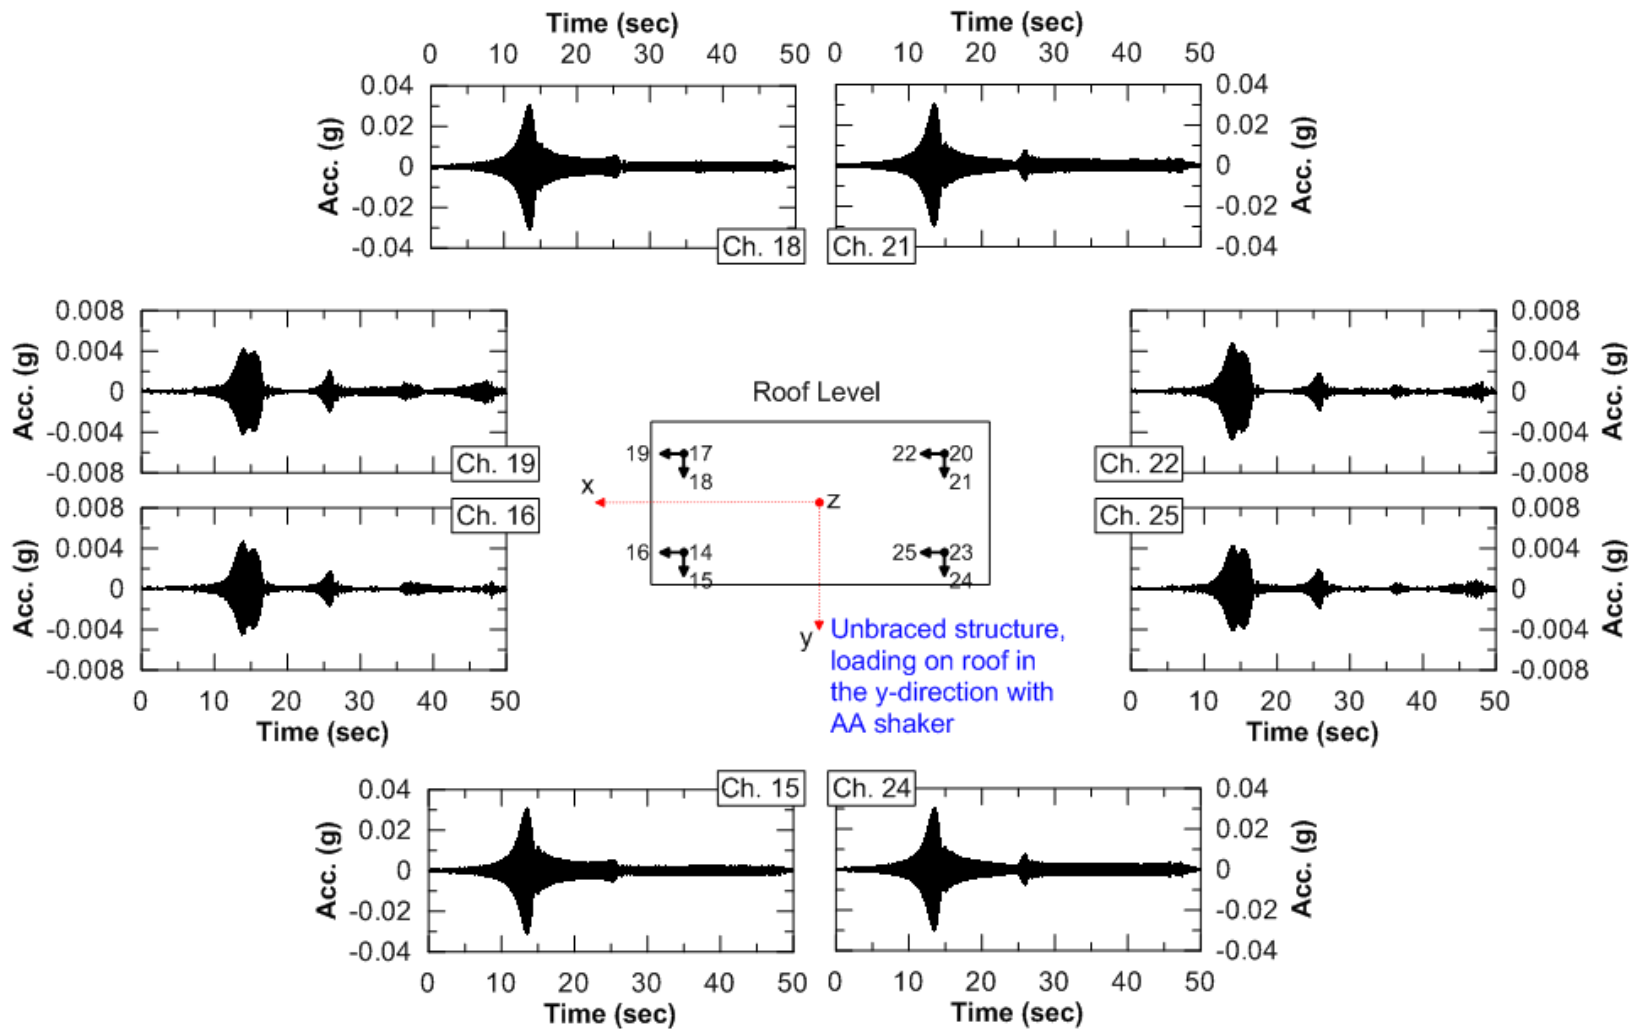 Time (sec)
Time (sec)
0 10 20 30 40 50
0 10 20 30 40 50
0.04
0.02
0
-0.02
-0.04
Acc. (g)
Ch. 18
Ch. 21
0.04
0.02
0
-0.02
-0.04
Acc. (g)
0.008
0.004
0
-0.004
-0.008
Acc. (g)
Ch. 19
Roof Level
19 17
18
22 20
21
x
z
16 14
15
25 23
24
y
Unbraced structure,
loading on roof in
the y-direction with
AA shaker
Ch. 22
0.008
0.004
0
-0.004
-0.008
Acc. (g)
Ch. 16
0.008
0.004
0
-0.004
-0.008
Acc. (g)
0 10 20 30 40 50
Time (sec)
Ch. 25
0.008
0.004
0
-0.004
-0.008
Acc. (g)
0 10 20 30 40 50
Time (sec)
Ch. 15
0.04
0.02
0
-0.02
-0.04
Acc. (g)
0 10 20 30 40 50
Time (sec)
Ch. 24
0.04
0.02
0
-0.02
-0.04
Acc. (g)
0 10 20 30 40 50
Time (sec)